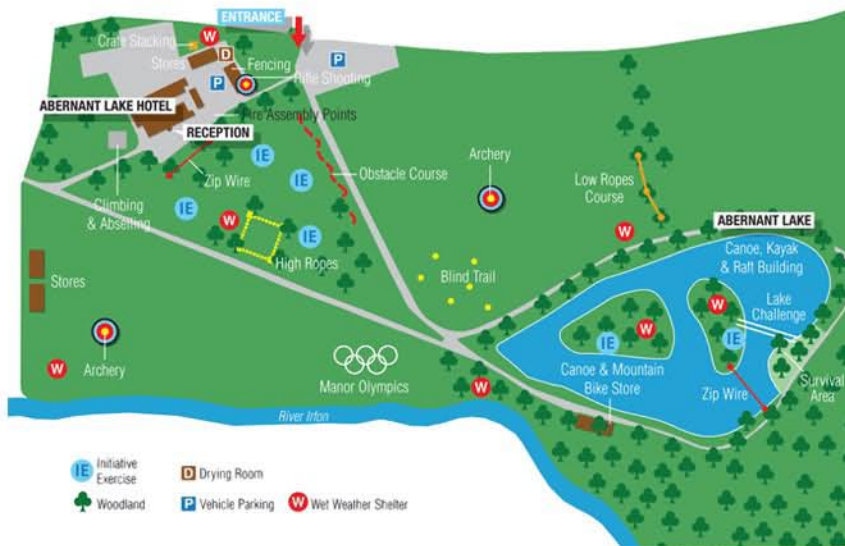 ENTRANCE
Crate Stacking
W
D
Stores
Fencing
P
P
Rifle Shooting
ABERNANT LAKE HOTEL
Fire Assembly Points
RECEPTION
IE
Obstacle Course
Archery
Zip Wire
IE
Low Ropes
Course
Climbing
& Abseiling
IE
W
IE
High Ropes
W
ABERNANT LAKE
Canoe, Kayak
& Raft Building
Stores
Blind Trail
Lake
Challenge
W
W
IE
IE
Archery
W
Manor Olympics
W
Canoe & Mountain
Bike Store
Zip Wire
Survival
Area
River Irfon
IE Initiative
Exercise
D Drying Room
Woodland
P Vehicle Parking
W Wet Weather Shelter